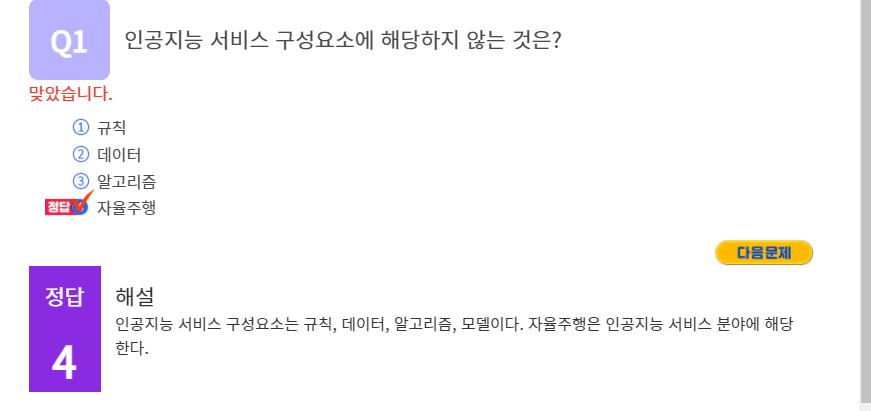 Q1 인공지능 서비스 구성요소에 해당하지 않는 것은?
맞았습니다.
① 규칙
② 데이터
③ 알고리즘
정답 자율주행
다음문제
정답 해설
인공지능 서비스 구성요소는 규칙, 데이터, 알고리즘, 모델이다. 자율주행은 인공지능 서비스 분야에 해당
한다.
4